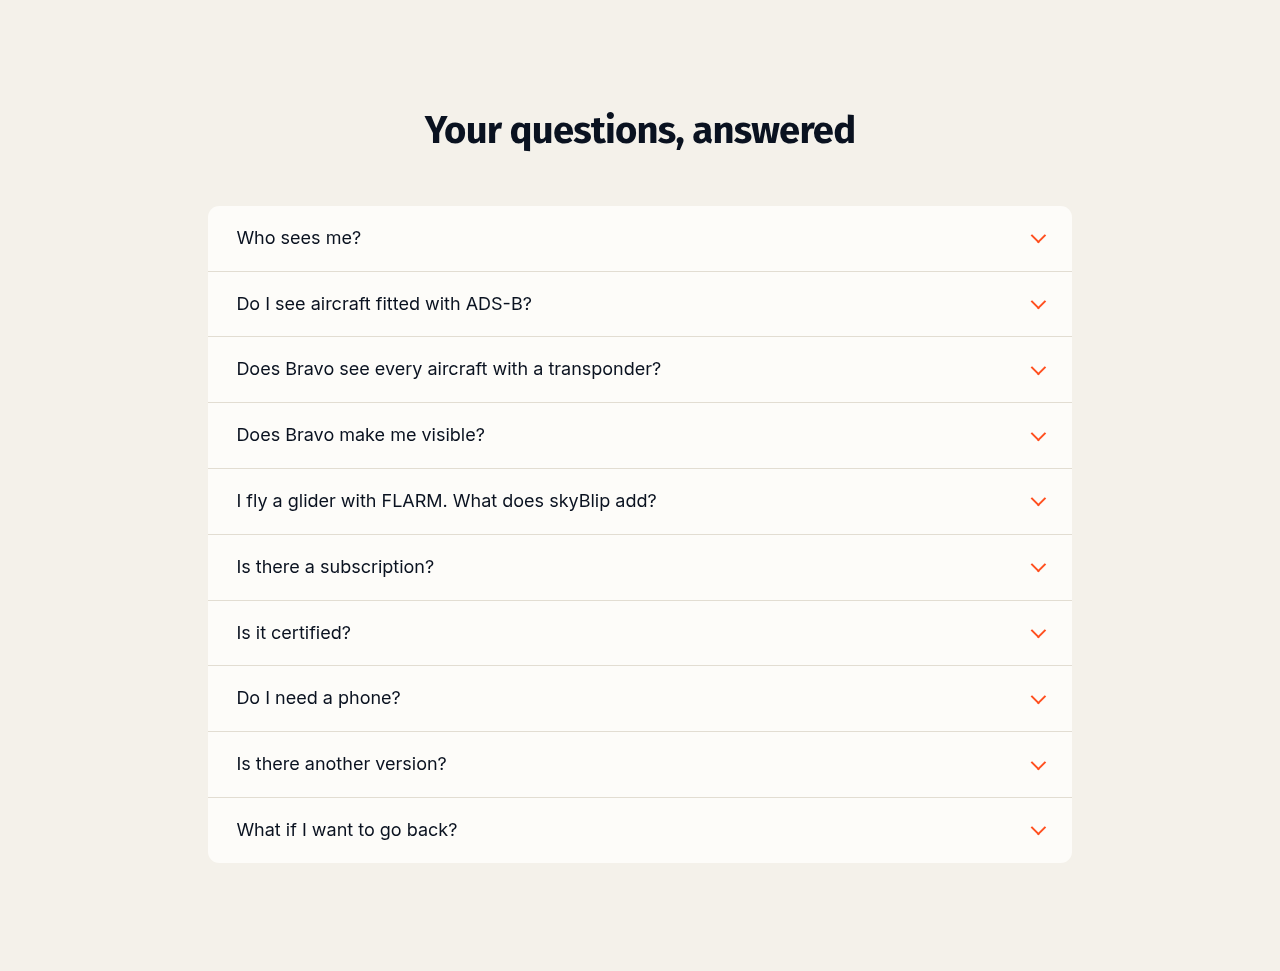 Your questions, answered
Who sees me?
Do I see aircraft fitted with ADS-B?
Does Bravo see every aircraft with a transponder?
Does Bravo make me visible?
I fly a glider with FLARM. What does skyBlip add?
Is there a subscription?
Is it certified?
Do I need a phone?
Is there another version?
What if I want to go back?